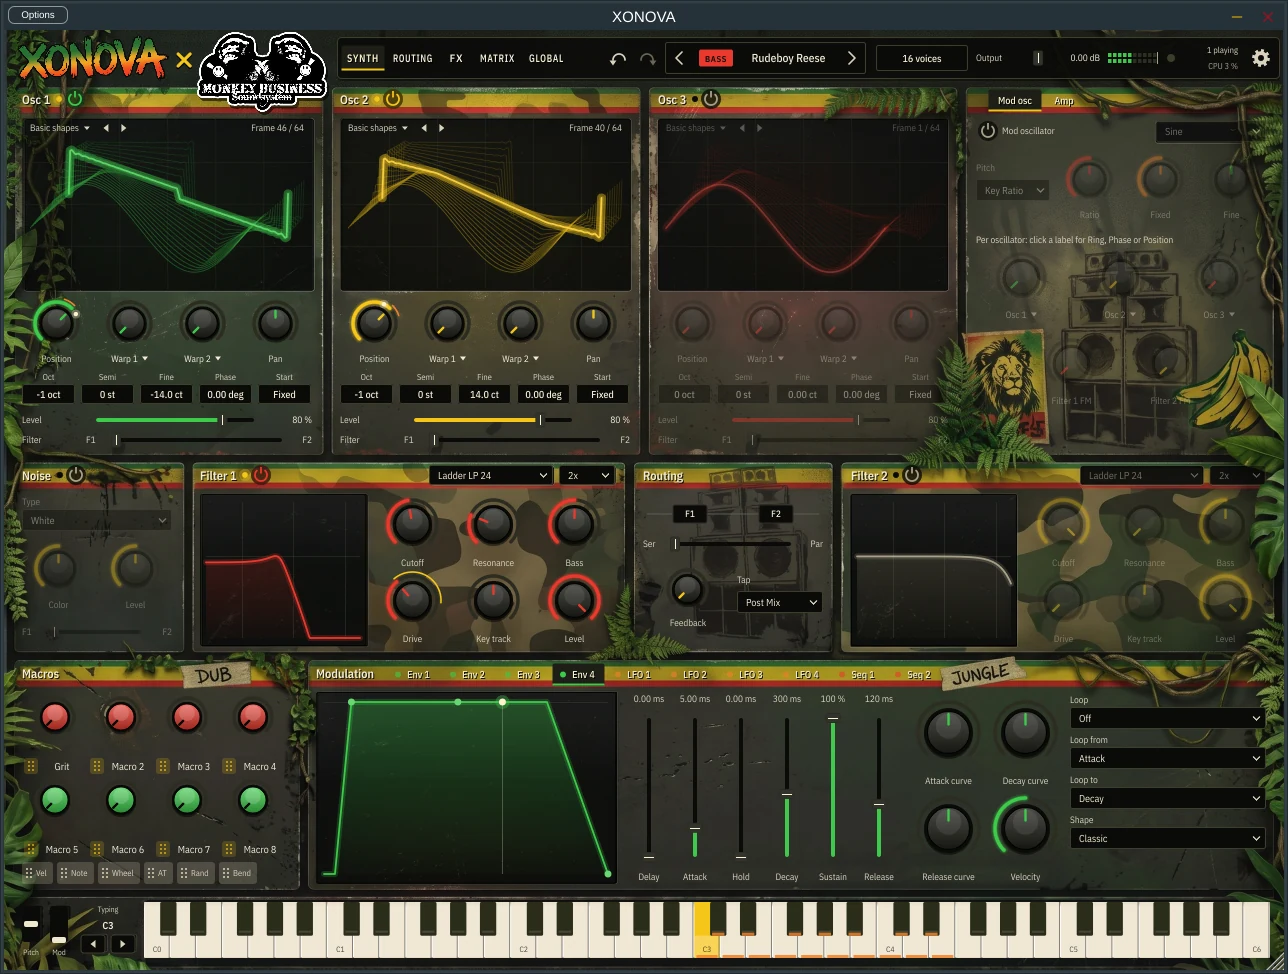 Options
XONOVA
XONOVA ×
MONKEY BUSINESS
Soundsystem
SYNTH ROUTING FX MATRIX GLOBAL
BASS Rudeboy Reese
16 voices
Output 0.00 dB
1 playing
CPU 3 %
Osc 1
Basic shapes
Frame 46 / 64
Position Warp 1 Warp 2 Pan
Oct Semi Fine Phase Start
-1 oct 0 st -14.0 ct 0.00 deg Fixed
Level 80 %
Filter F1 F2
Osc 2
Basic shapes
Frame 40 / 64
Position Warp 1 Warp 2 Pan
Oct Semi Fine Phase Start
-1 oct 0 st 14.0 ct 0.00 deg Fixed
Level 80 %
Filter F1 F2
Osc 3
Basic shapes
Frame 1 / 64
Position Warp 1 Warp 2 Pan
Oct Semi Fine Phase Start
0 oct 0 st 0.00 ct 0.00 deg Fixed
Level 80 %
Filter F1 F2
Mod osc Amp
Mod oscillator Sine
Pitch
Key Ratio
Ratio Fixed Fine
Per oscillator: click a label for Ring, Phase or Position
Osc 1 Osc 2 Osc 3
Filter 1 FM Filter 2 FM
Noise
Type
White
Color Level
F1 F2
Filter 1 Ladder LP 24 2x
Cutoff Resonance Bass
Drive Key track Level
Routing
F1 F2
Ser Par
Tap
Post Mix
Feedback
Filter 2 Ladder LP 24 2x
Cutoff Resonance Bass
Drive Key track Level
Macros DUB
Grit Macro 2 Macro 3 Macro 4
Macro 5 Macro 6 Macro 7 Macro 8
Vel Note Wheel AT Rand Bend
Modulation Env 1 Env 2 Env 3 Env 4 LFO 1 LFO 2 LFO 3 LFO 4 Seq 1 Seq 2 JUNGLE
0.00 ms 5.00 ms 0.00 ms 300 ms 100 % 120 ms
Delay Attack Hold Decay Sustain Release
Attack curve Decay curve
Release curve Velocity
Loop
Off
Loop from
Attack
Loop to
Decay
Shape
Classic
Typing
C3
Pitch Mod
C0 C1 C2 C3 C4 C5 C6